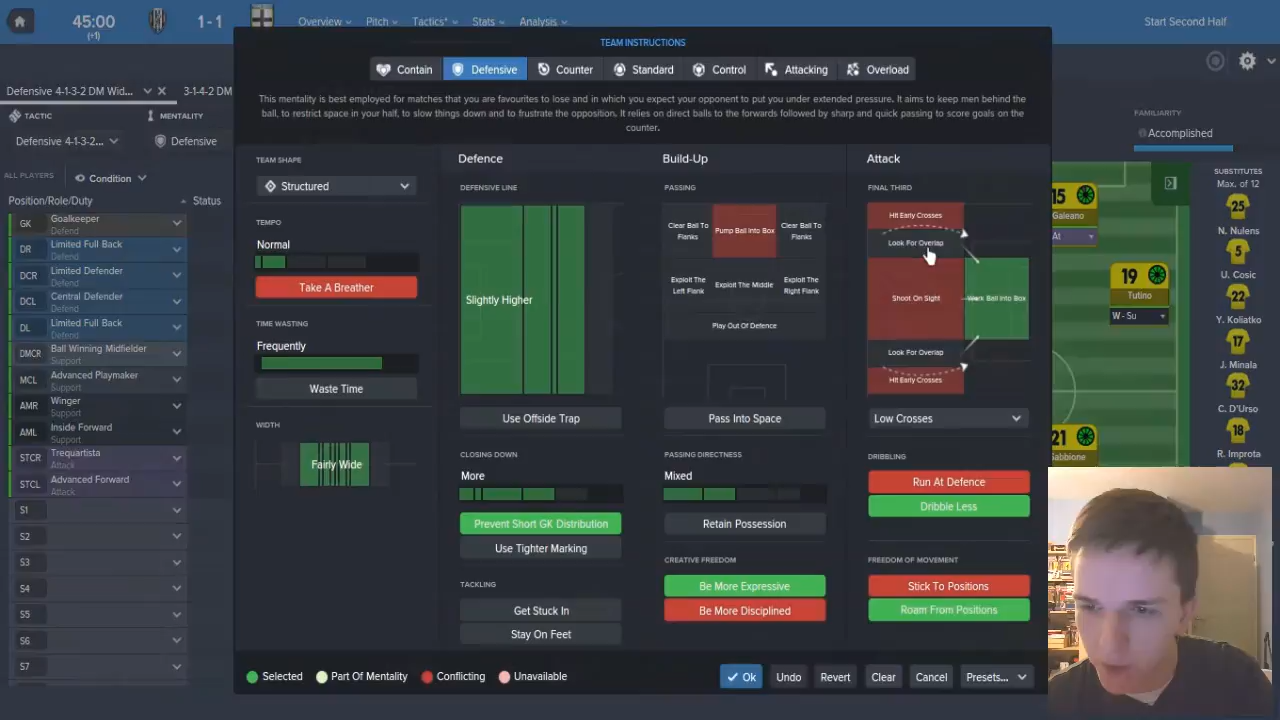 45:00
(+1)
1-1
Overview
Pitch
Tactics*
Stats
Analysis
Start Second Half
TEAM INSTRUCTIONS
Contain
Defensive
Counter
Standard
Control
Attacking
Overload
This mentality is best employed for matches that you are favourites to lose and in which you expect your opponent to put you under extended pressure. It aims to keep men behind the
ball, to restrict space in your half, to slow things down and to frustrate the opposition. It relies on direct balls to the forwards followed by sharp and quick passing to score goals on the
counter.
Defensive 4-1-3-2 DM Wid...
3-1-4-2 DM
TACTIC
MENTALITY
Defensive 4-1-3-2...
Defensive
ALL PLAYERS
Condition
Position/Role/Duty
Status
GK
Goalkeeper
Defend
DR
Limited Full Back
Defend
DCR
Limited Defender
Defend
DCL
Central Defender
Defend
DL
Limited Full Back
Defend
DMCR
Ball Winning Midfielder
Support
MCL
Advanced Playmaker
Support
AMR
Winger
Support
AML
Inside Forward
Support
STCR
Trequartista
Attack
STCL
Advanced Forward
Attack
S1
S2
S3
S4
S5
S6
S7
TEAM SHAPE
Structured
TEMPO
Normal
Take A Breather
TIME WASTING
Frequently
Waste Time
WIDTH
Fairly Wide
Defence
DEFENSIVE LINE
Slightly Higher
Use Offside Trap
CLOSING DOWN
More
Prevent Short GK Distribution
Use Tighter Marking
TACKLING
Get Stuck In
Stay On Feet
Build-Up
PASSING
Clear Ball To
Flanks
Pump Ball Into Box
Clear Ball To
Flanks
Exploit The
Left Flank
Exploit The Middle
Exploit The
Right Flank
Play Out Of Defence
Pass Into Space
PASSING DIRECTNESS
Mixed
Retain Possession
CREATIVE FREEDOM
Be More Expressive
Be More Disciplined
Attack
FINAL THIRD
Hit Early Crosses
Look For Overlap
Shoot On Sight
Work Ball Into Box
Look For Overlap
Hit Early Crosses
Low Crosses
DRIBBLING
Run At Defence
Dribble Less
FREEDOM OF MOVEMENT
Stick To Positions
Roam From Positions
Selected
Part Of Mentality
Conflicting
Unavailable
Ok
Undo
Revert
Clear
Cancel
Presets...
FAMILIARITY
Accomplished
15
Galeano
At
19
Tutino
W - Su
21
Gabbione
SUBSTITUTES
Max. of 12
25
N. Nulens
5
U. Cosic
22
Y. Koliatko
17
J. Minala
32
C. D'Urso
18
R. Improta